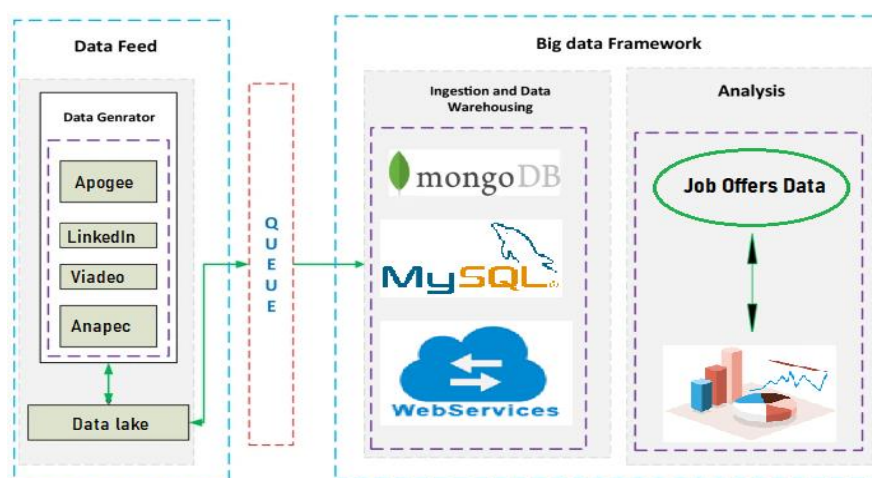 Data Feed
Data Genrator
Apogee
LinkedIn
Viadeo
Anapec
Data lake
QUEUE
Big data Framework
Ingestion and Data
Warehousing
mongoDB
MySQL
WebServices
Analysis
Job Offers Data